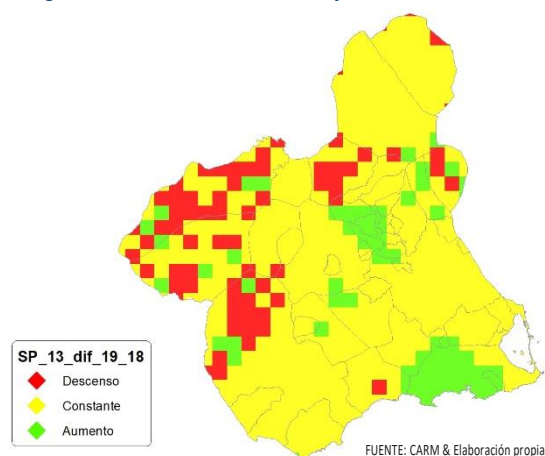 SP_13_dif_19_18
Descenso
Constante
Aumento
FUENTE: CARM & Elaboración propia